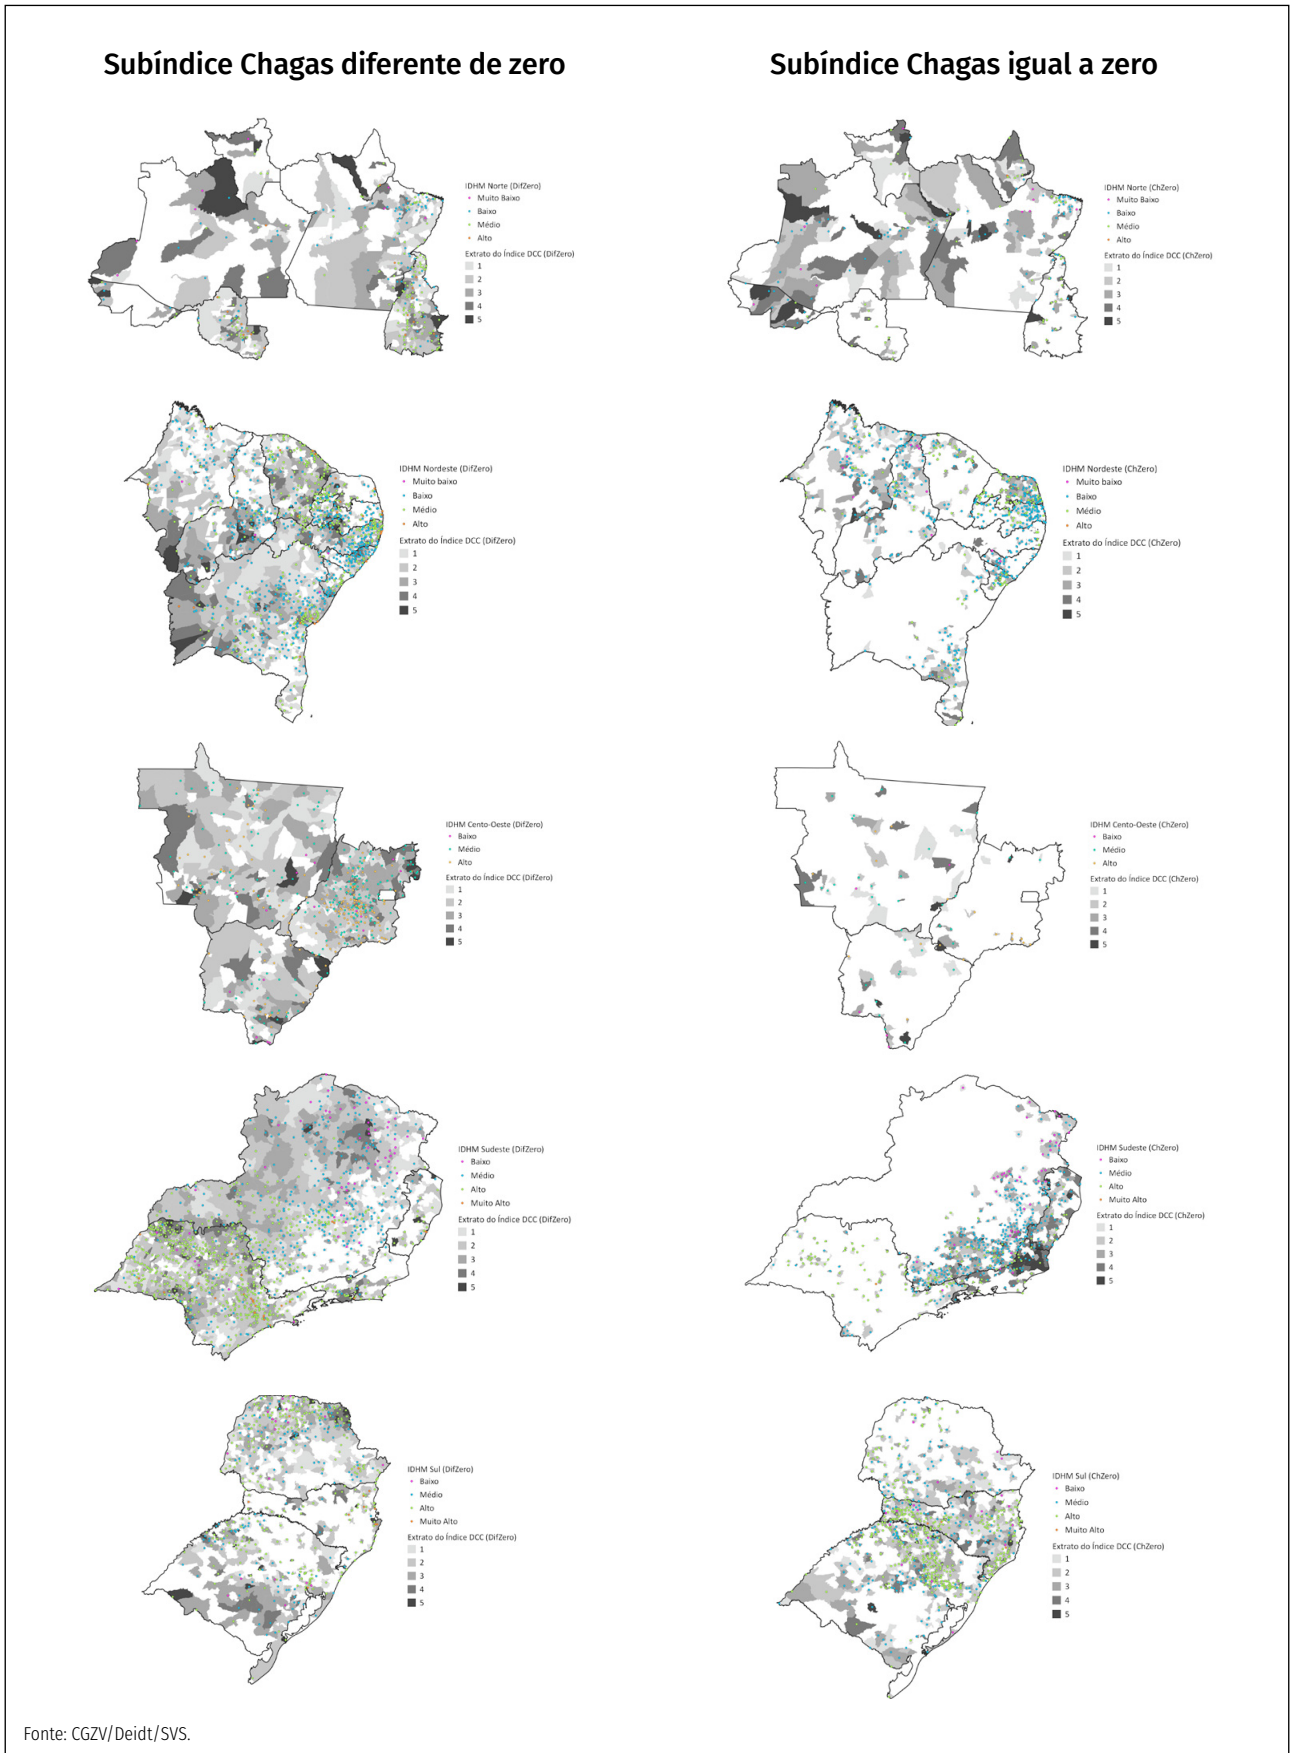 Subíndice Chagas diferente de zero
Subíndice Chagas igual a zero
IDHM Norte (DifZero)
Muito Baixo
Baixo
Médio
Alto
Extrato do Índice DCC (DifZero)
1
2
3
4
5
IDHM Norte (ChZero)
Muito Baixo
Baixo
Médio
Alto
Extrato do Índice DCC (ChZero)
1
2
3
4
5
IDHM Nordeste (DifZero)
Muito baixo
Baixo
Médio
Alto
Extrato do Índice DCC (DifZero)
1
2
3
4
5
IDHM Nordeste (ChZero)
Muito baixo
Baixo
Médio
Alto
Extrato do Índice DCC (ChZero)
1
2
3
4
5
IDHM Cento-Oeste (DifZero)
Baixo
Médio
Alto
Extrato do Índice DCC (DifZero)
1
2
3
4
5
IDHM Cento-Oeste (ChZero)
Baixo
Médio
Alto
Extrato do Índice DCC (ChZero)
1
2
3
4
5
IDHM Sudeste (DifZero)
Baixo
Médio
Alto
Muito Alto
Extrato do Índice DCC (DifZero)
1
2
3
4
5
IDHM Sudeste (ChZero)
Baixo
Médio
Alto
Muito Alto
Extrato do Índice DCC (ChZero)
1
2
3
4
5
IDHM Sul (DifZero)
Baixo
Médio
Alto
Muito Alto
Extrato do Índice DCC (DifZero)
1
2
3
4
5
IDHM Sul (ChZero)
Baixo
Médio
Alto
Muito Alto
Extrato do Índice DCC (ChZero)
1
2
3
4
5
Fonte: CGZV/Deidt/SVS.